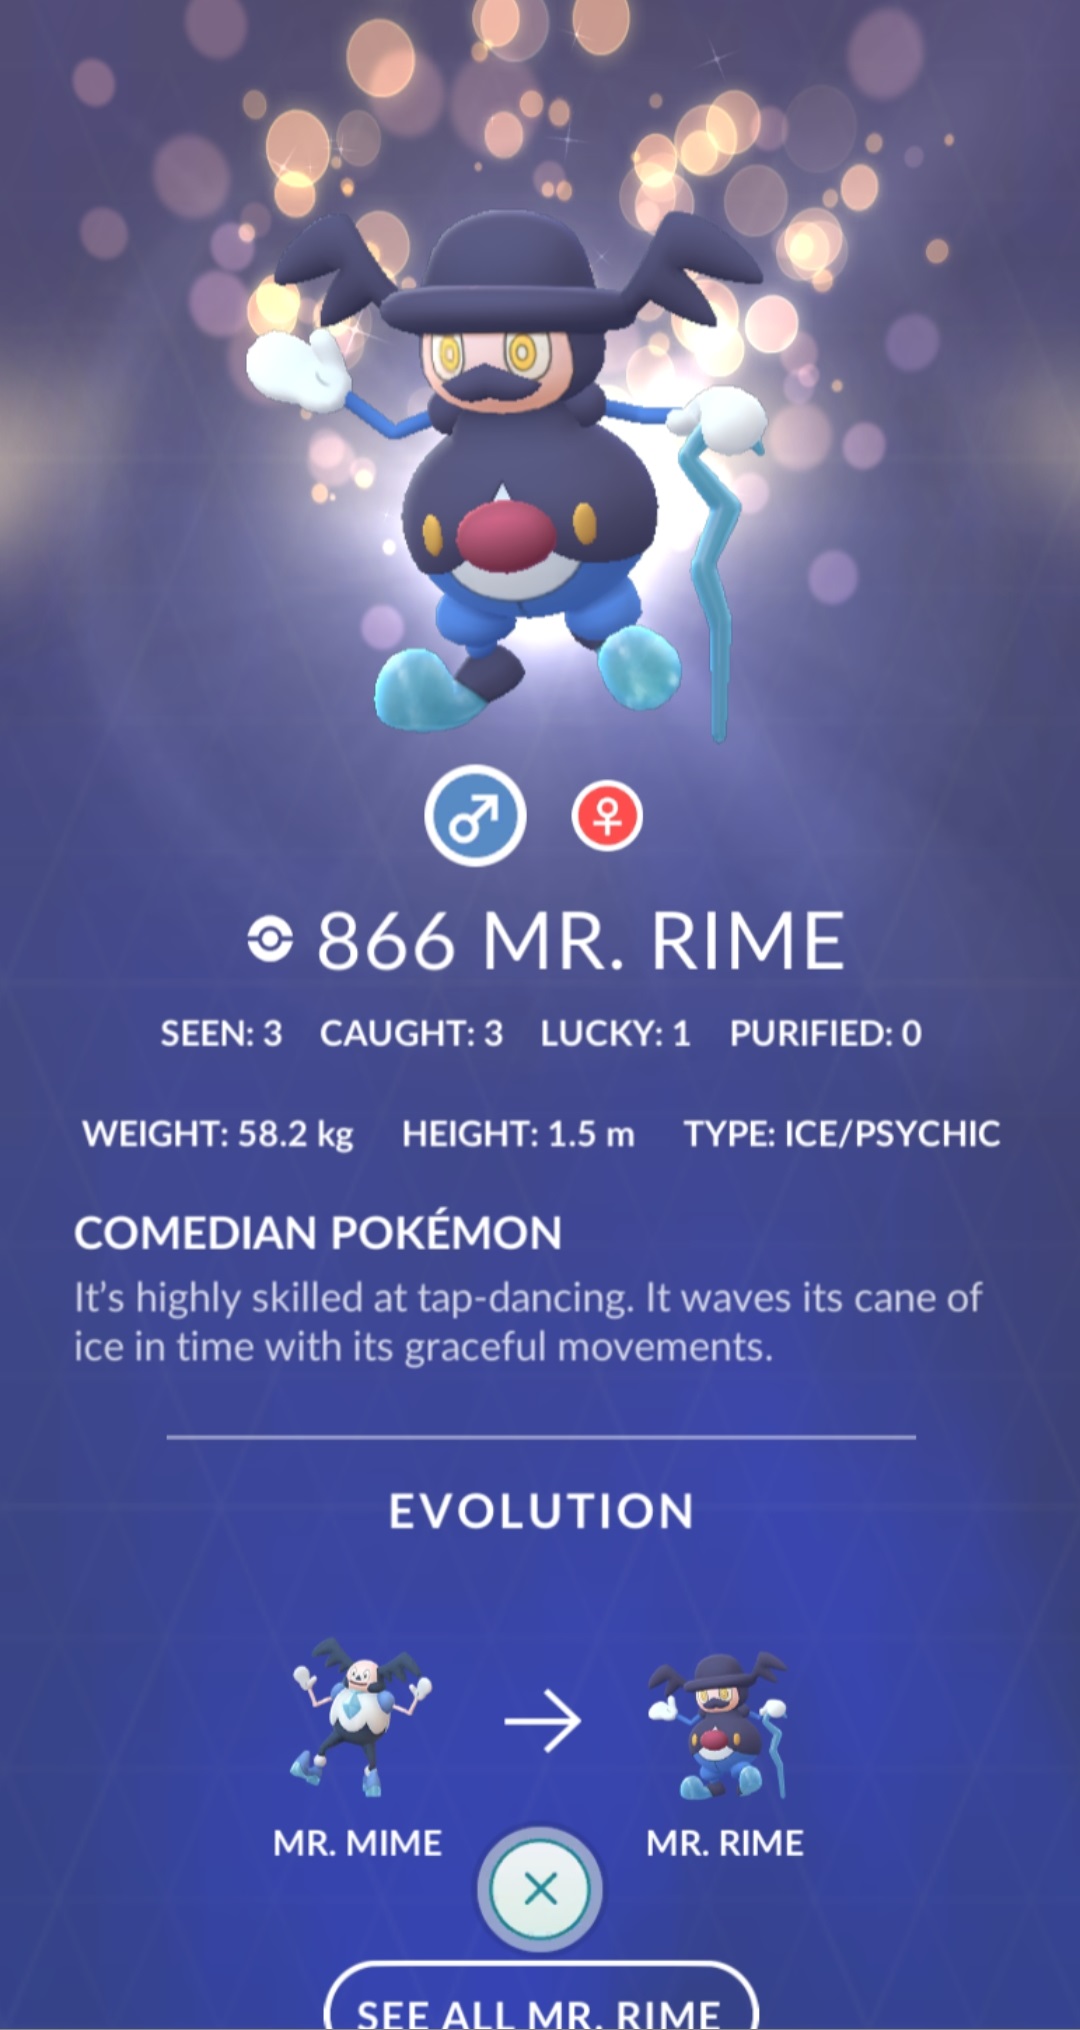 866 MR. RIME
SEEN: 3 CAUGHT: 3 LUCKY: 1 PURIFIED: 0
WEIGHT: 58.2 kg HEIGHT: 1.5 m TYPE: ICE/PSYCHIC
COMEDIAN POKÉMON
It's highly skilled at tap-dancing. It waves its cane of
ice in time with its graceful movements.
EVOLUTION
MR. MIME MR. RIME
SEE ALL MR. RIME